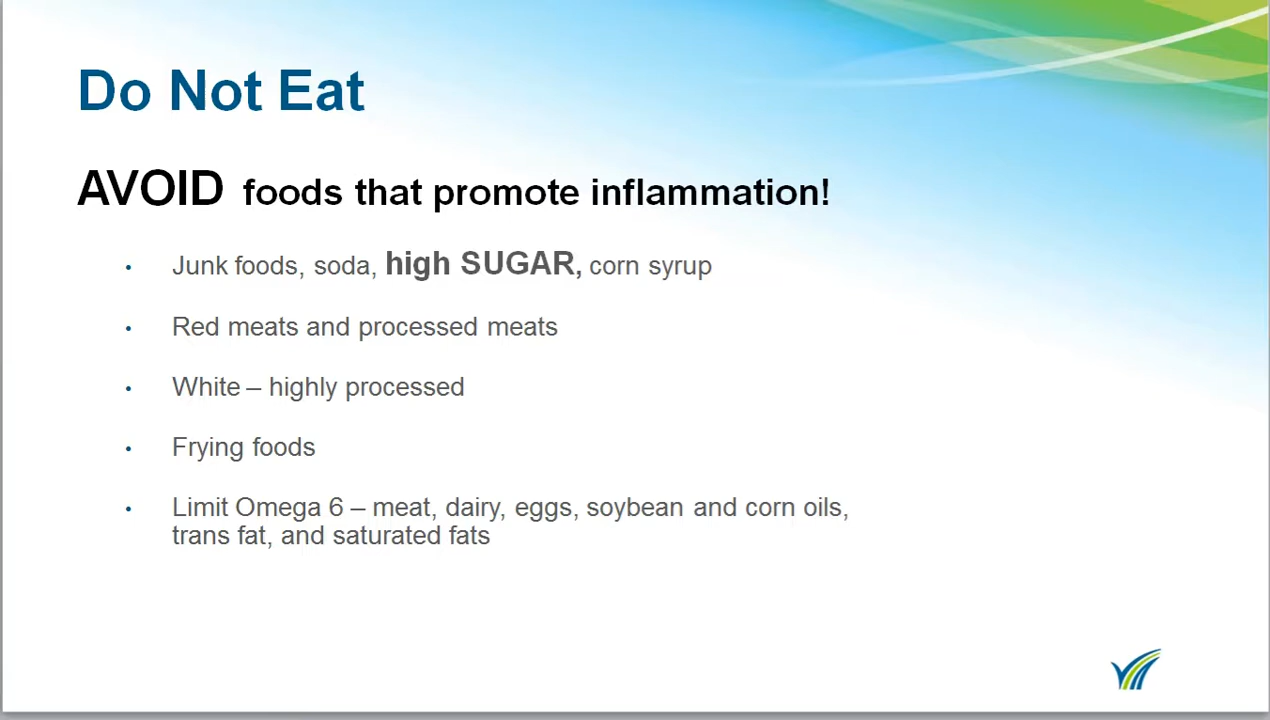 Do Not Eat
AVOID foods that promote inflammation!
• Junk foods, soda, high SUGAR, corn syrup
• Red meats and processed meats
• White – highly processed
• Frying foods
• Limit Omega 6 – meat, dairy, eggs, soybean and corn oils,
trans fat, and saturated fats